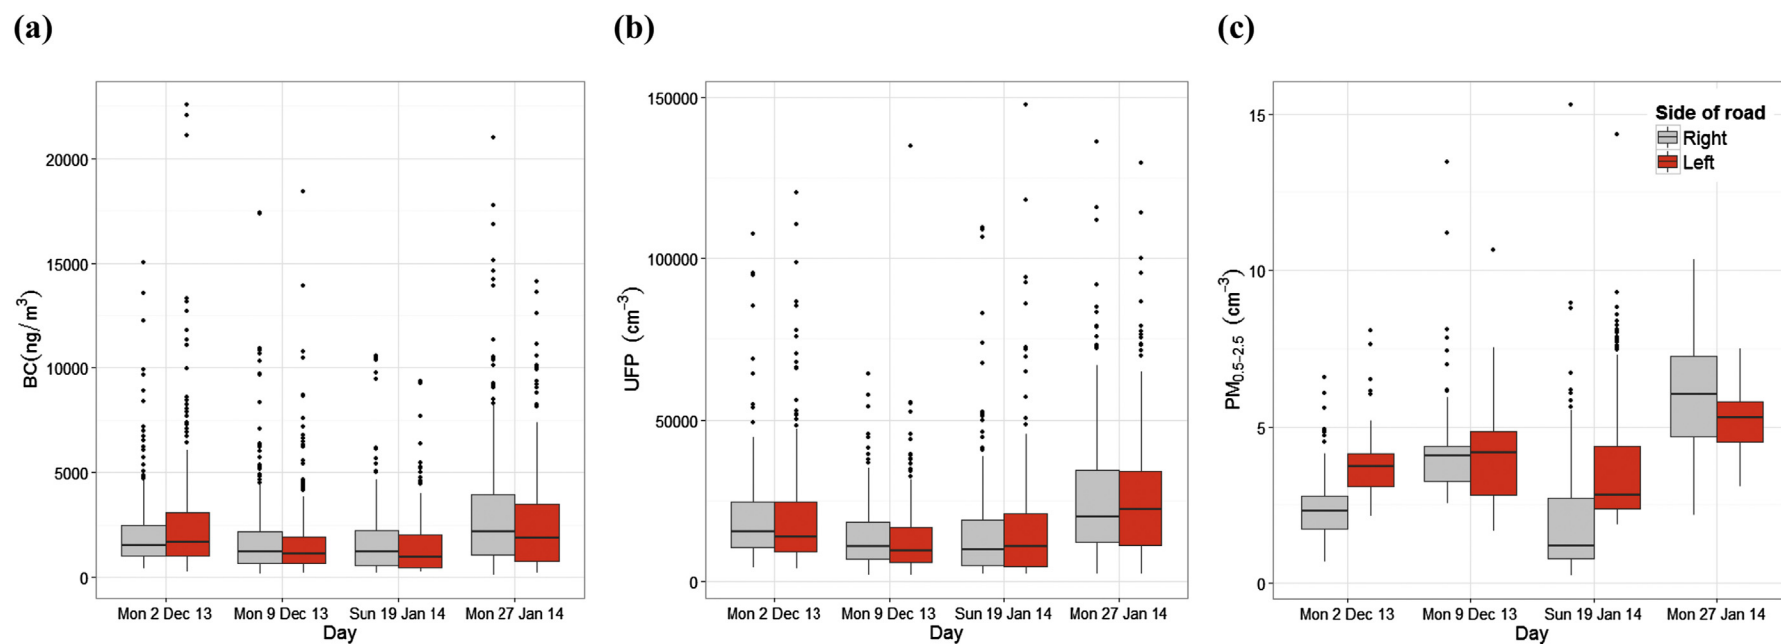 (a)
(b)
(c)
BC(ng/m³)
20000
15000
10000
5000
0
Mon 2 Dec 13
Mon 9 Dec 13
Sun 19 Jan 14
Mon 27 Jan 14
Day
UFP (cm⁻³)
150000
100000
50000
0
Mon 2 Dec 13
Mon 9 Dec 13
Sun 19 Jan 14
Mon 27 Jan 14
Day
PM₀.₅₋₂.₅ (cm⁻³)
15
10
5
0
Side of road
Right
Left
Mon 2 Dec 13
Mon 9 Dec 13
Sun 19 Jan 14
Mon 27 Jan 14
Day